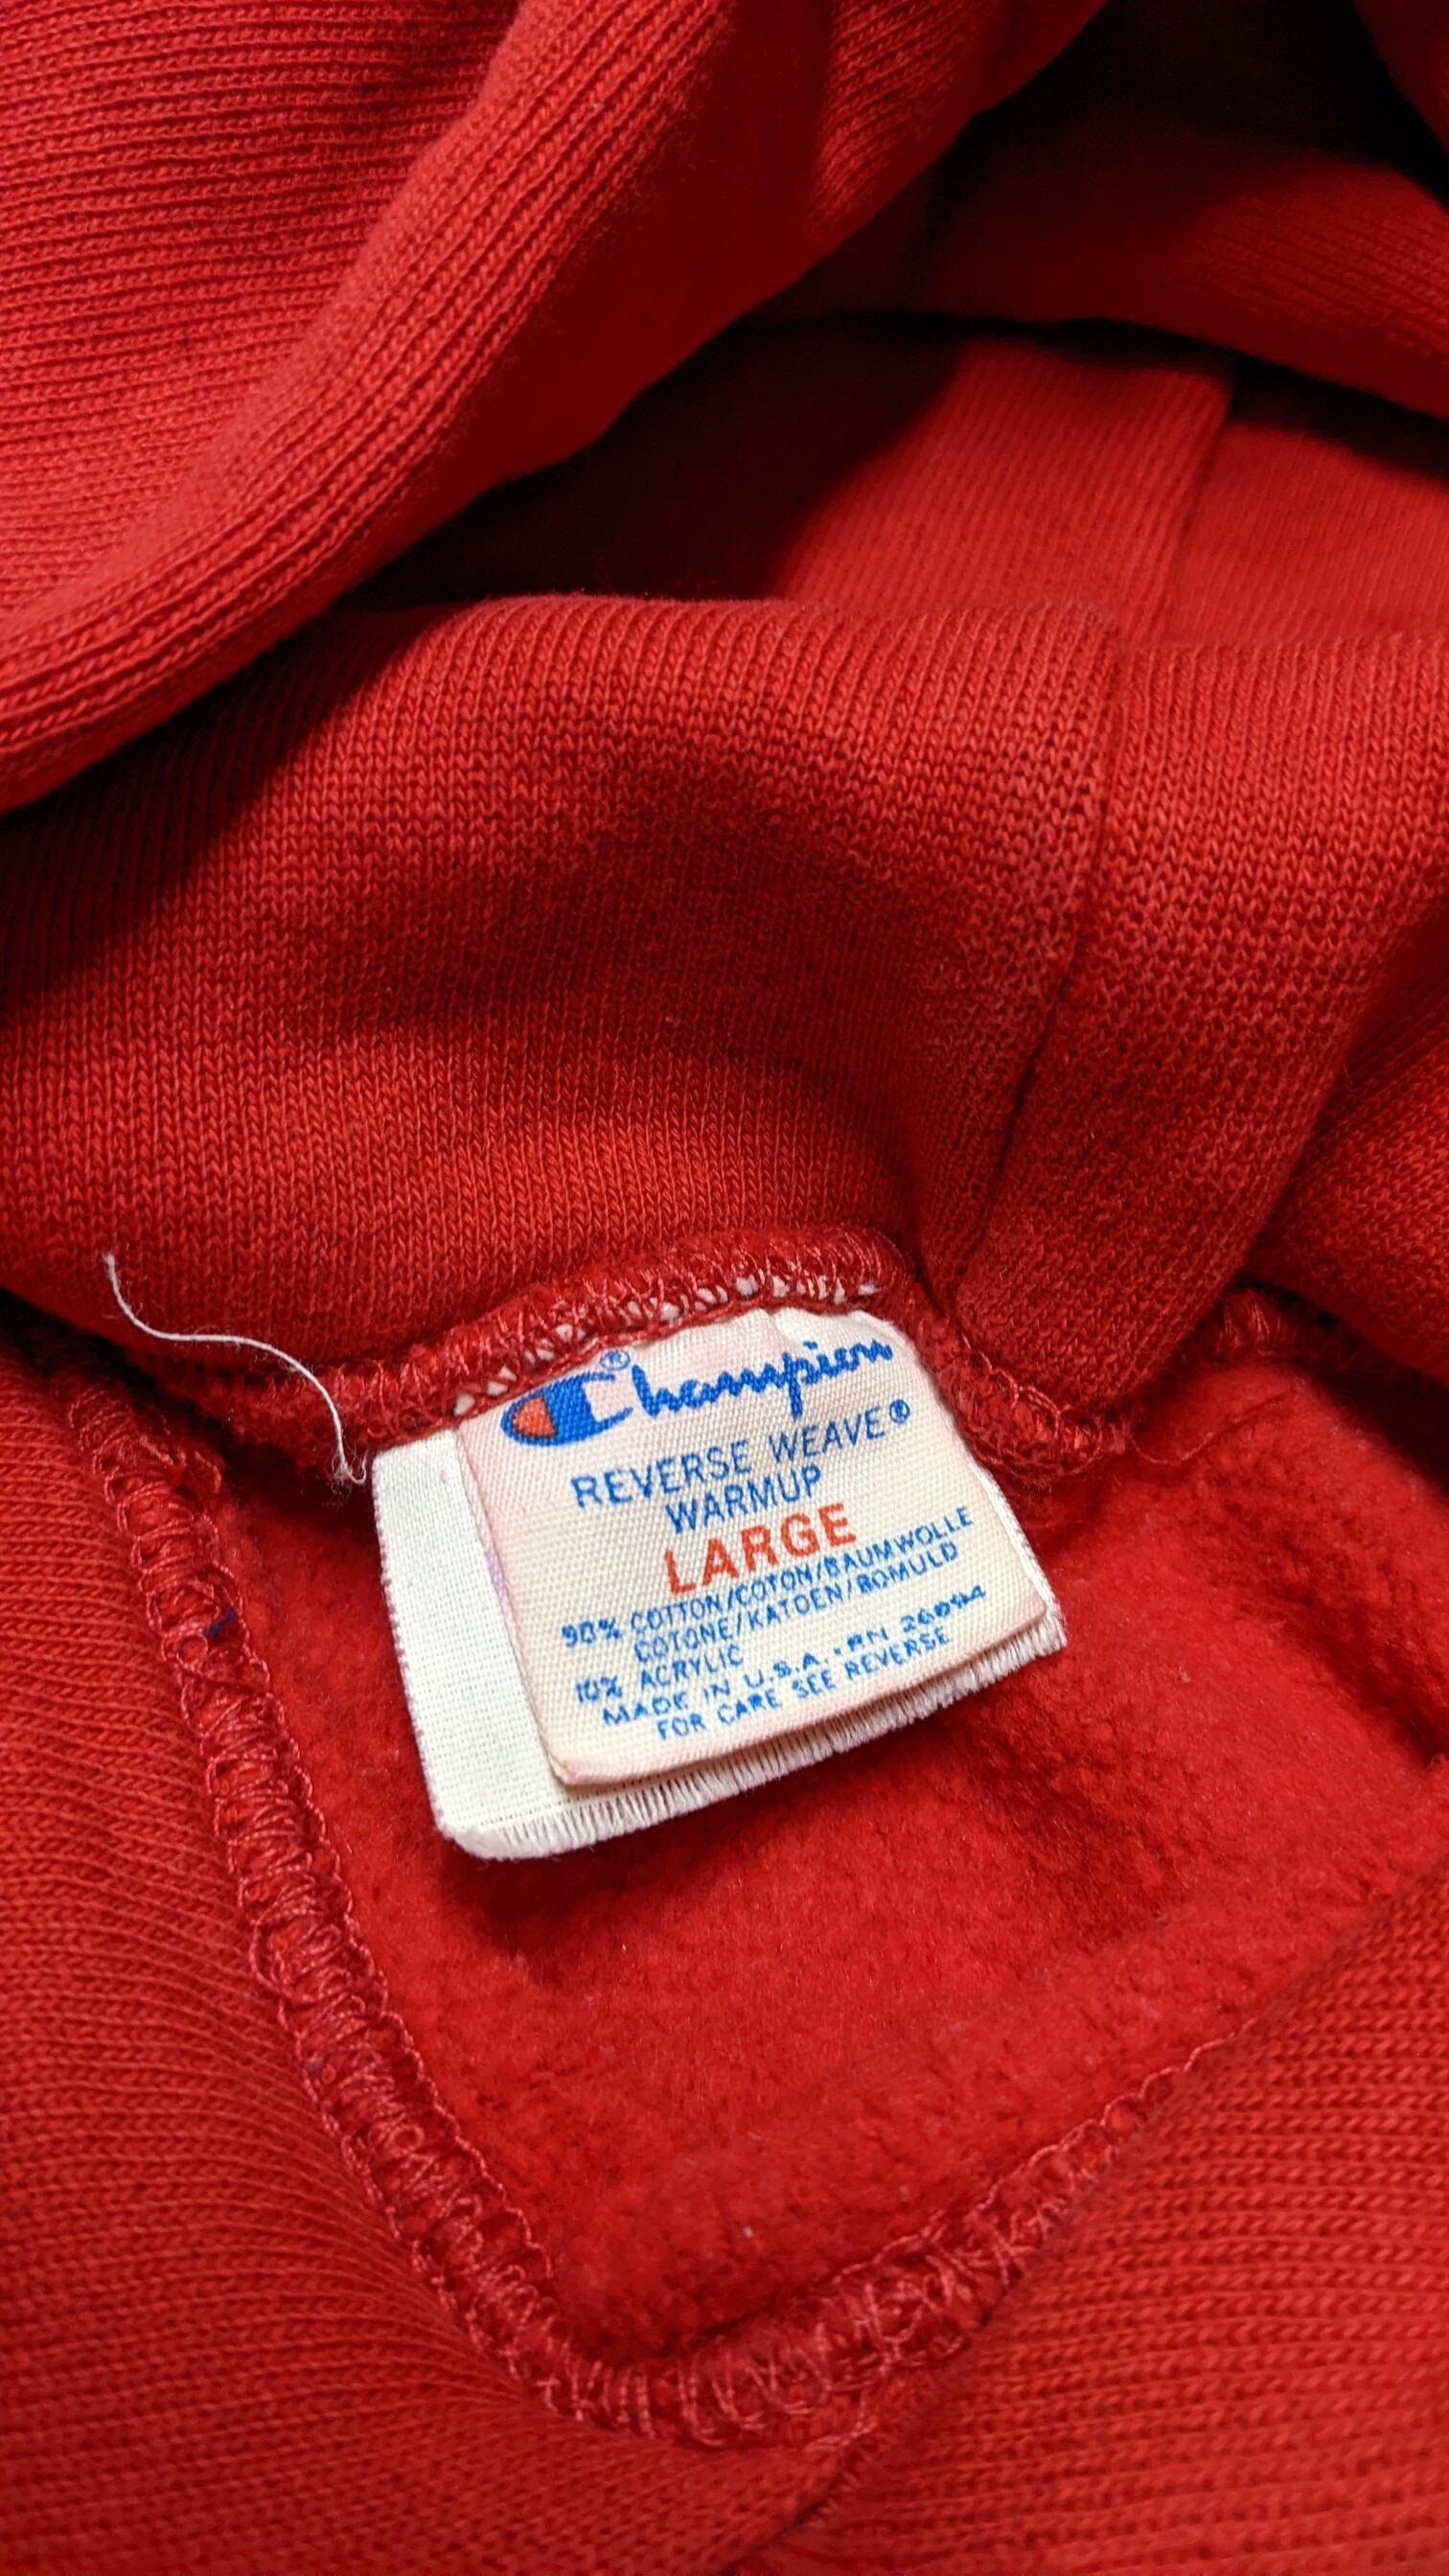 Champion®
REVERSE WEAVE®
WARMUP
LARGE
90% COTTON/COTON/BAUMWOLLE
COTONE/KATOEN/BOMULD
10% ACRYLIC
MADE IN U.S.A. · RN 26094
FOR CARE SEE REVERSE